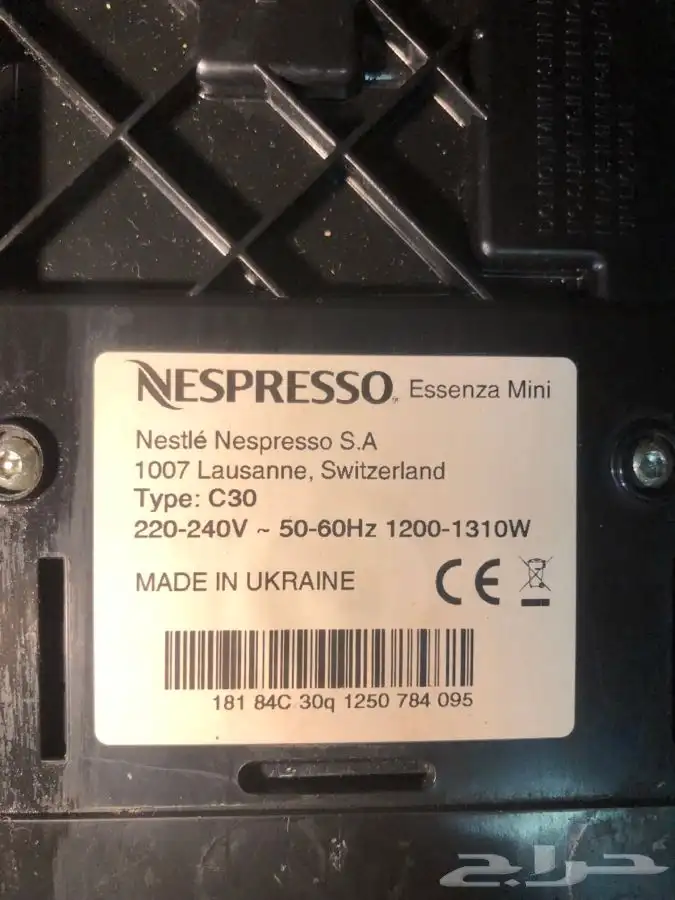 NESPRESSO. Essenza Mini
Nestlé Nespresso S.A
1007 Lausanne, Switzerland
Type: C30
220-240V ~ 50-60Hz 1200-1310W
MADE IN UKRAINE CE
181 84C 30q 1250 784 095
حراج